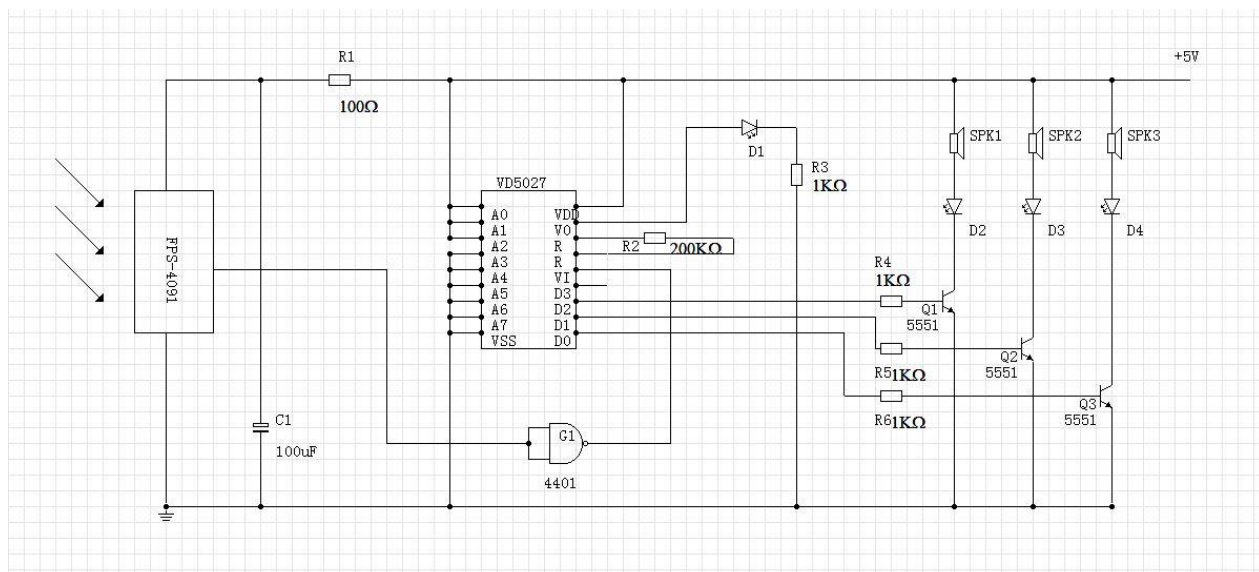 R1
100Ω
+5V
SPK1
SPK2
SPK3
D1
R3
1KΩ
VD5027
A0
VDD
A1
VO
A2
R
A3
R
A4
VI
A5
D3
A6
D2
A7
D1
VSS
D0
R2
200KΩ
D2
D3
D4
FPS-4091
R4
1KΩ
Q1
5551
Q2
5551
R5 1KΩ
Q3
5551
R6 1KΩ
C1
100uF
G1
4401